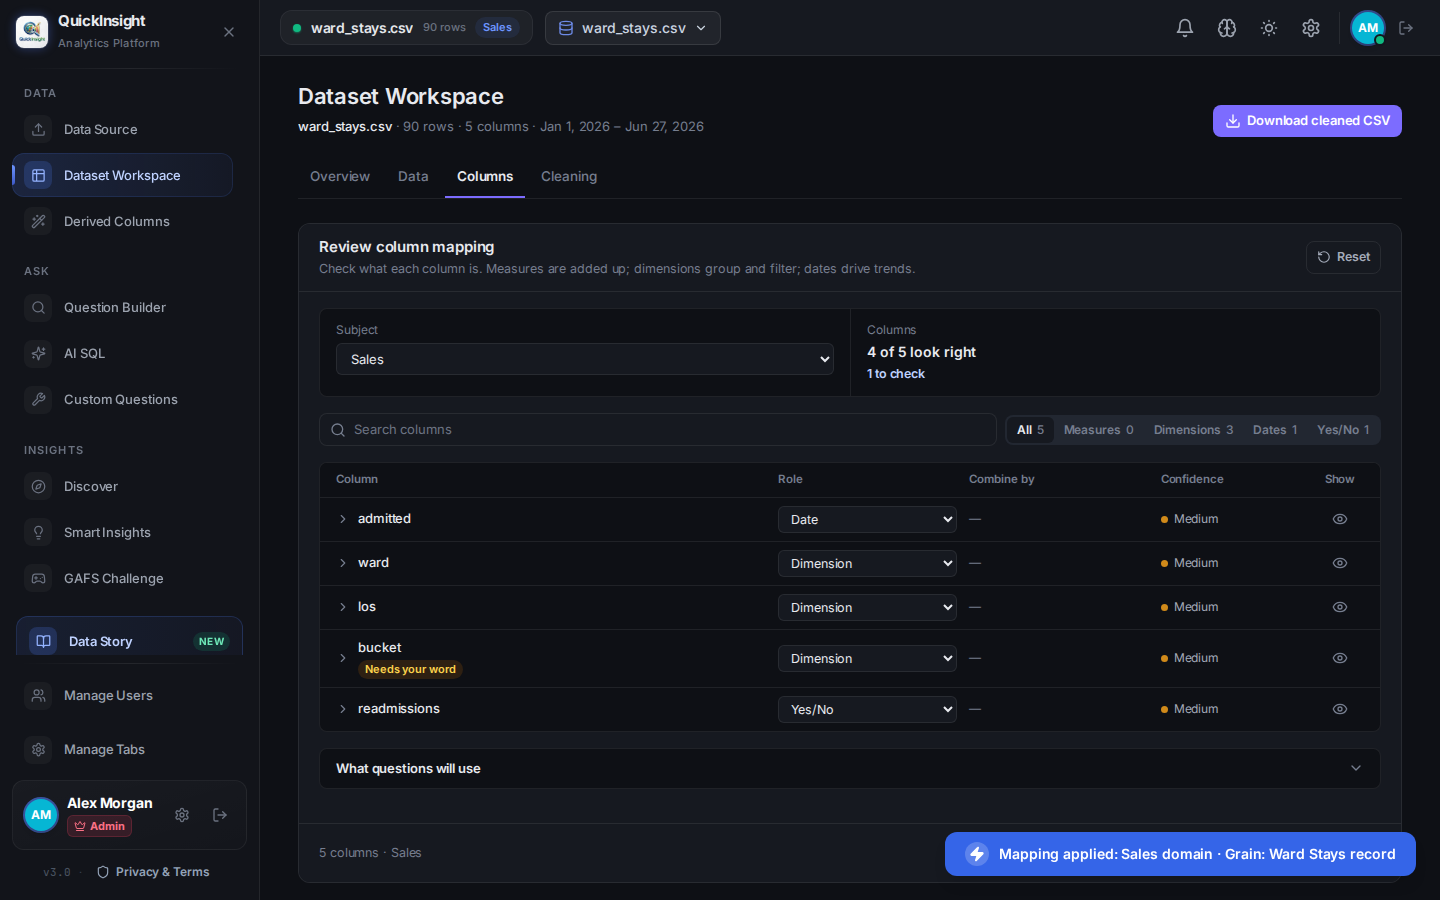 QuickInsight
Analytics Platform
DATA
Data Source
Dataset Workspace
Derived Columns
ASK
Question Builder
AI SQL
Custom Questions
INSIGHTS
Discover
Smart Insights
GAFS Challenge
Data Story NEW
Manage Users
Manage Tabs
AM Alex Morgan
Admin
v3.0 · Privacy & Terms
ward_stays.csv 90 rows Sales
ward_stays.csv
AM
Dataset Workspace
ward_stays.csv · 90 rows · 5 columns · Jan 1, 2026 – Jun 27, 2026
Download cleaned CSV
Overview Data Columns Cleaning
Review column mapping
Check what each column is. Measures are added up; dimensions group and filter; dates drive trends.
Reset
Subject
Sales
Columns
4 of 5 look right
1 to check
Search columns
All 5 Measures 0 Dimensions 3 Dates 1 Yes/No 1
Column Role Combine by Confidence Show
admitted Date — Medium
ward Dimension — Medium
los Dimension — Medium
bucket
Needs your word Dimension — Medium
readmissions Yes/No — Medium
What questions will use
5 columns · Sales
Mapping applied: Sales domain · Grain: Ward Stays record